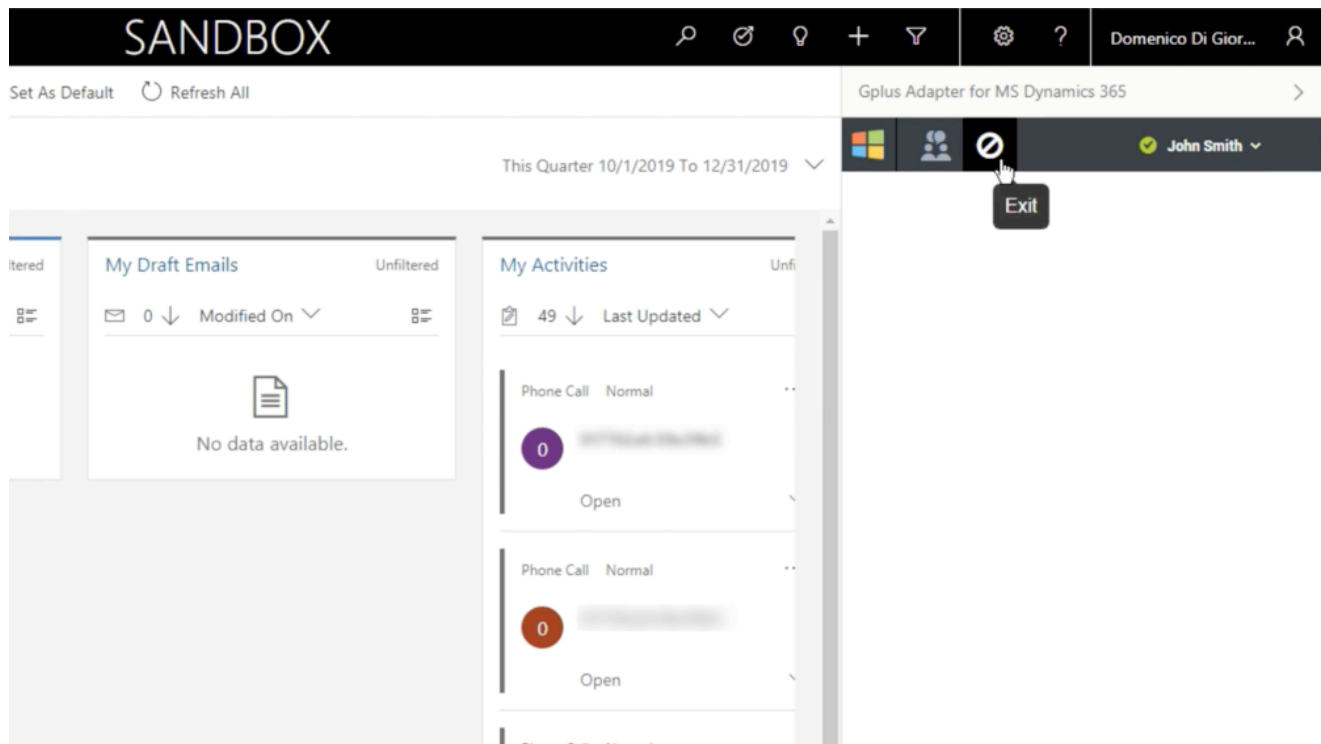 SANDBOX
Domenico Di Gior...
Set As Default
Refresh All
Gplus Adapter for MS Dynamics 365
This Quarter 10/1/2019 To 12/31/2019
John Smith
Exit
ltered
My Draft Emails
Unfiltered
0
Modified On
No data available.
My Activities
Unfi
49
Last Updated
Phone Call Normal
0
Open
Phone Call Normal
0
Open